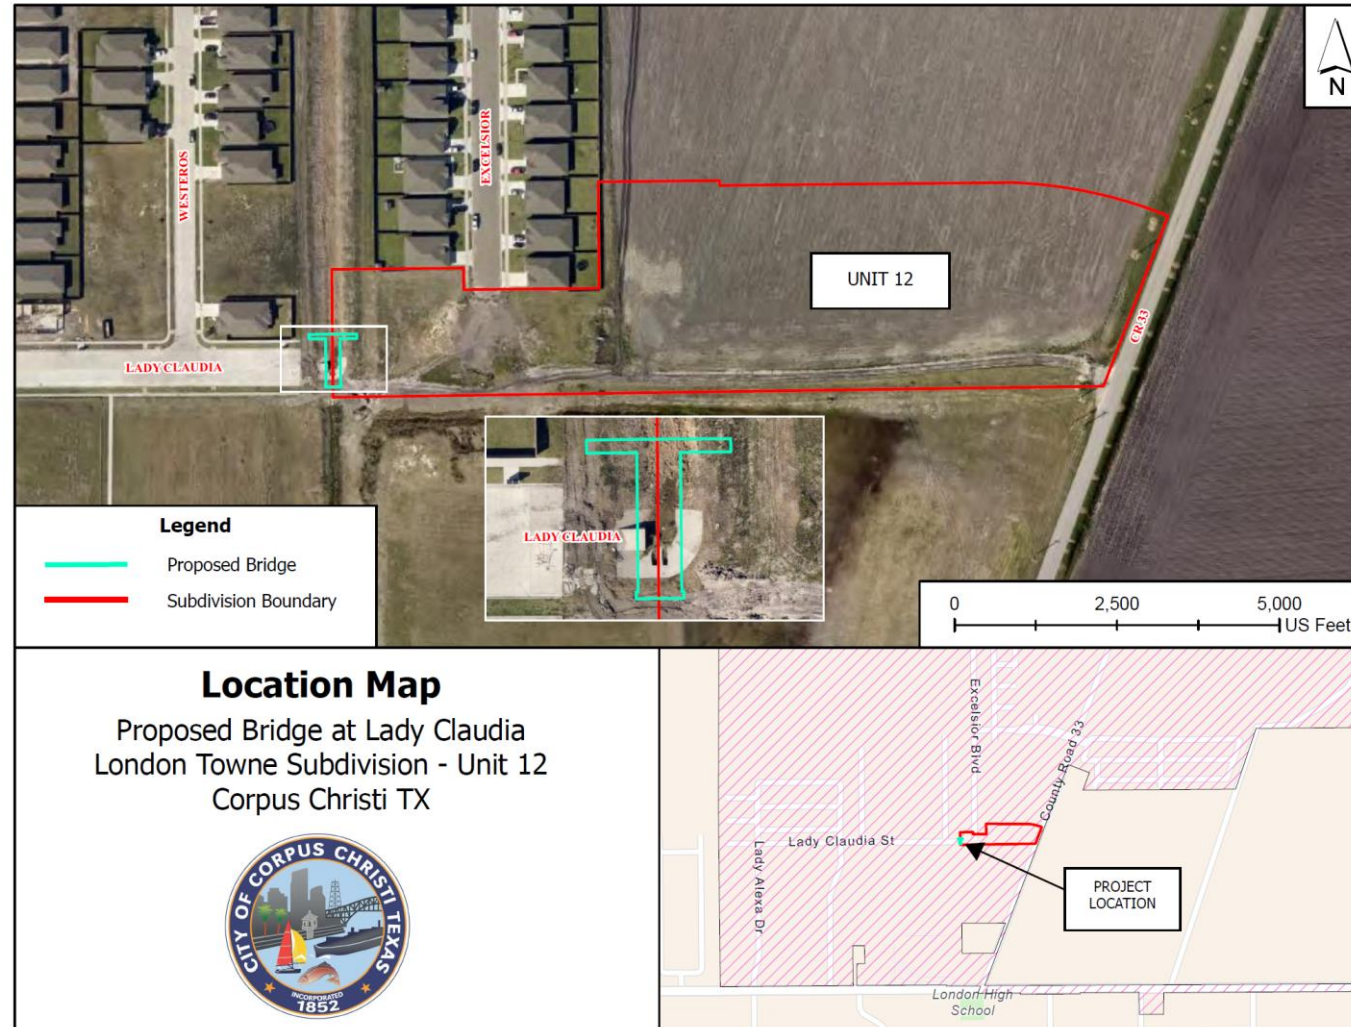 N
WESTEROS
EXCELSIOR
UNIT 12
CR 33
LADY CLAUDIA
LADY CLAUDIA
Legend
Proposed Bridge
Subdivision Boundary
0 2,500 5,000
US Feet
Location Map
Proposed Bridge at Lady Claudia
London Towne Subdivision - Unit 12
Corpus Christi TX
CITY OF CORPUS CHRISTI TEXAS
INCORPORATED
1852
Excelsior Blvd
County Road 33
Lady Claudia St
Lady Alexa Dr
PROJECT
LOCATION
London High
School